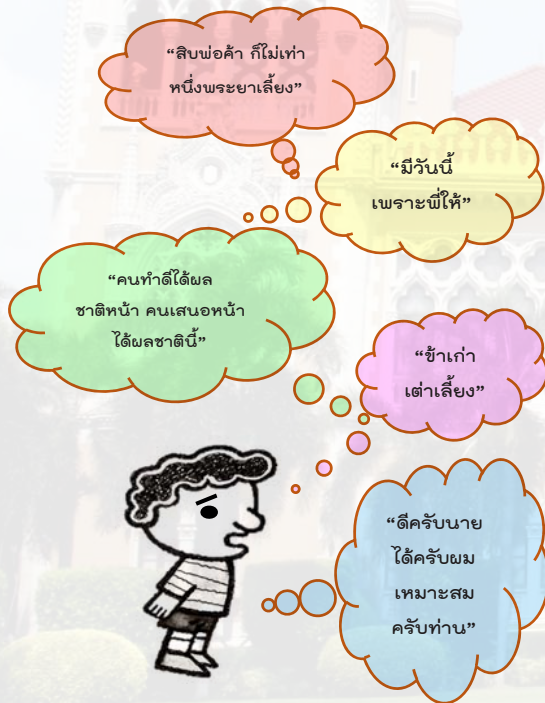 “สิบพ่อค้า ก็ไม่เท่า
หนึ่งพระยาเลี้ยง”
“มีวันนี้
เพราะพี่ให้”
“คนทำดีได้ผล
ชาติหน้า คนเสนอหน้า
ได้ผลชาตินี้”
“ข้าเก่า
เต่าเลี้ยง”
“ดีครับนาย
ได้ครับผม
เหมาะสม
ครับท่าน”